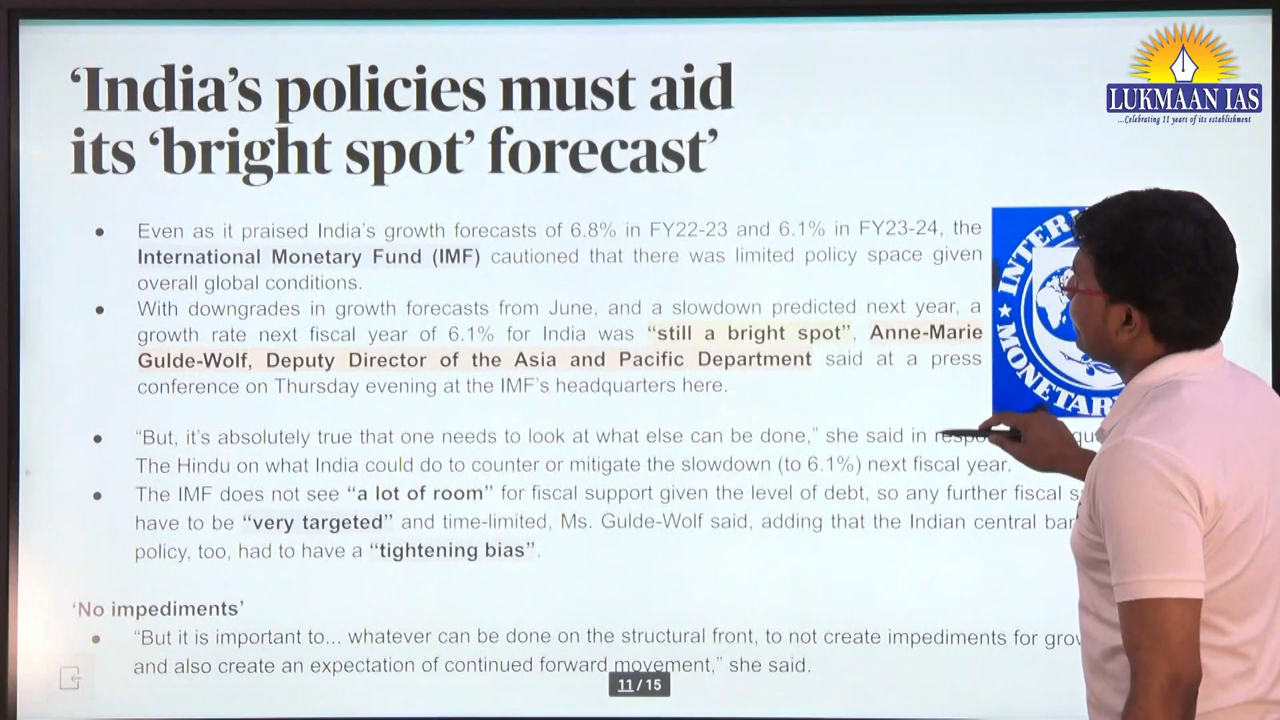 ‘India’s policies must aid
its ‘bright spot’ forecast’
LUKMAAN IAS
...Celebrating 11 years of its establishment
● Even as it praised India’s growth forecasts of 6.8% in FY22-23 and 6.1% in FY23-24, the
International Monetary Fund (IMF) cautioned that there was limited policy space given
overall global conditions.
● With downgrades in growth forecasts from June, and a slowdown predicted next year, a
growth rate next fiscal year of 6.1% for India was “still a bright spot”, Anne-Marie
Gulde-Wolf, Deputy Director of the Asia and Pacific Department said at a press
conference on Thursday evening at the IMF’s headquarters here.
● “But, it’s absolutely true that one needs to look at what else can be done,” she said in
The Hindu on what India could do to counter or mitigate the slowdown (to 6.1%) next fiscal year.
● The IMF does not see “a lot of room” for fiscal support given the level of debt, so any further fiscal
have to be “very targeted” and time-limited, Ms. Gulde-Wolf said, adding that the Indian central
policy, too, had to have a “tightening bias”.
‘No impediments’
● “But it is important to... whatever can be done on the structural front, to not create impediments for
and also create an expectation of continued forward movement,” she said.
11 / 15